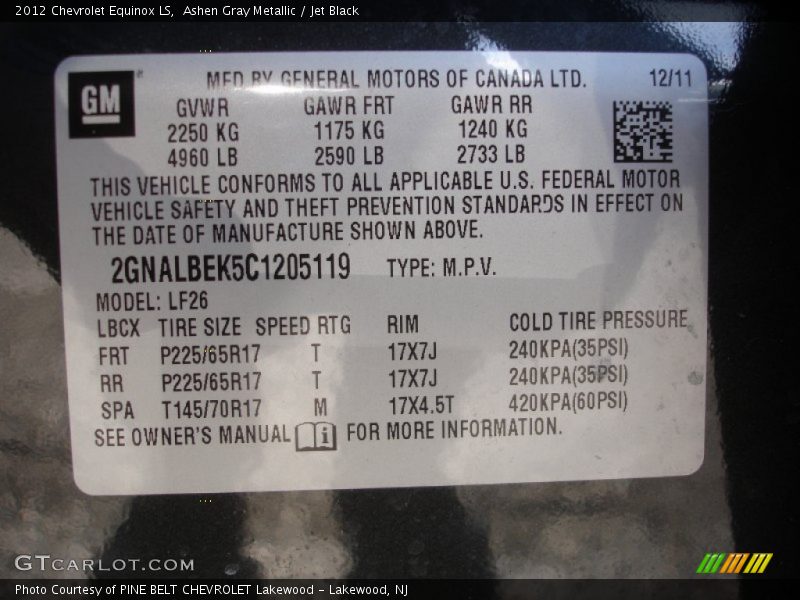 2012 Chevrolet Equinox LS,  Ashen Gray Metallic / Jet Black
GM
MFD BY GENERAL MOTORS OF CANADA LTD. 12/11
GVWR GAWR FRT GAWR RR
2250 KG 1175 KG 1240 KG
4960 LB 2590 LB 2733 LB
THIS VEHICLE CONFORMS TO ALL APPLICABLE U.S. FEDERAL MOTOR
VEHICLE SAFETY AND THEFT PREVENTION STANDARDS IN EFFECT ON
THE DATE OF MANUFACTURE SHOWN ABOVE.
2GNALBEK5C1205119 TYPE: M.P.V.
MODEL: LF26
LBCX TIRE SIZE SPEED RTG RIM COLD TIRE PRESSURE
FRT P225/65R17 T 17X7J 240KPA(35PSI)
RR P225/65R17 T 17X7J 240KPA(35PSI)
SPA T145/70R17 M 17X4.5T 420KPA(60PSI)
SEE OWNER'S MANUAL i FOR MORE INFORMATION.
GTCARLOT.COM
Photo Courtesy of PINE BELT CHEVROLET Lakewood - Lakewood, NJ